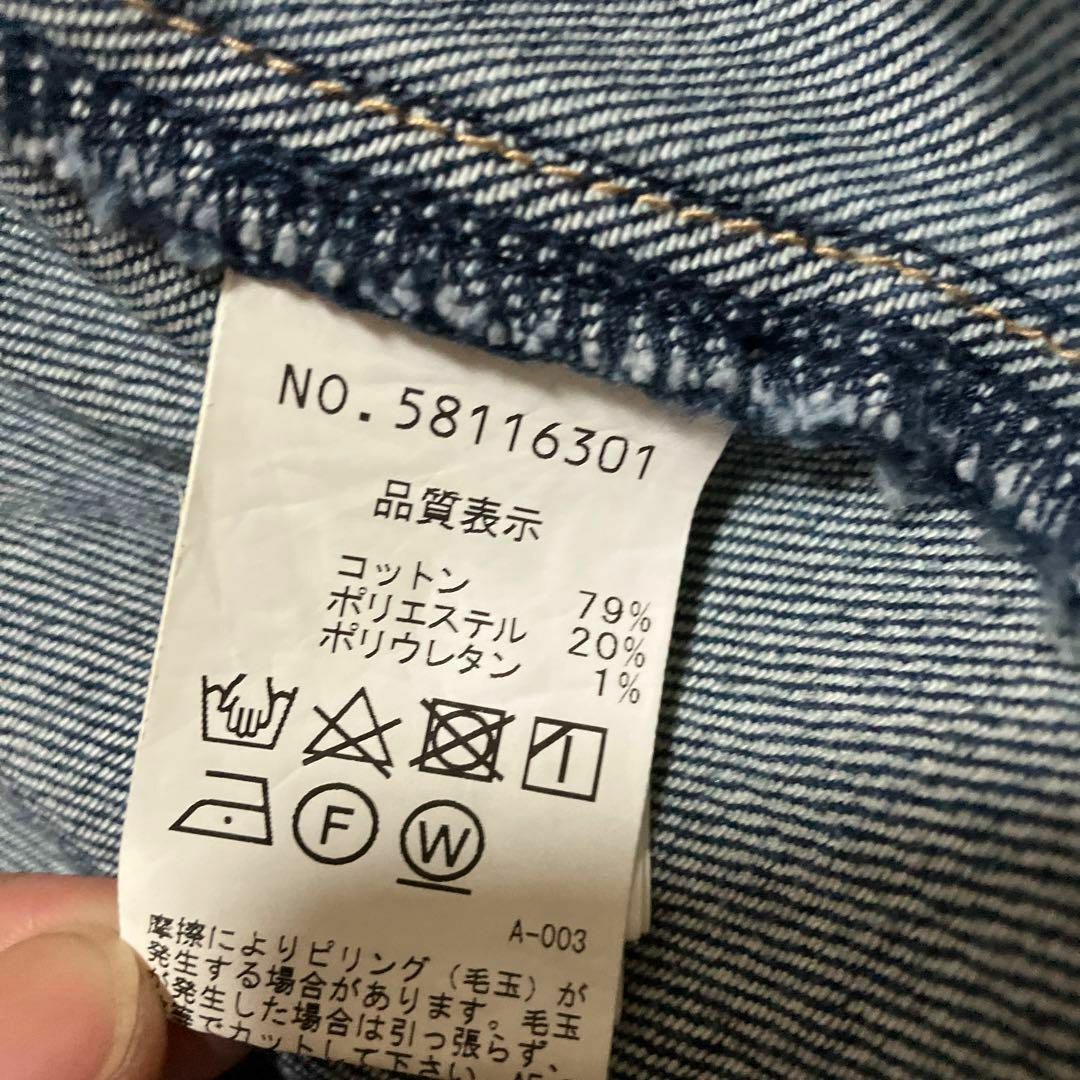 NO.58116301
品質表示
コットン 79%
ポリエステル 20%
ポリウレタン 1%
F W
A-003
摩擦によりピリング(毛玉)が
発生する場合があります。毛玉
が発生した場合は引っ張らず、
等でカットして下さい